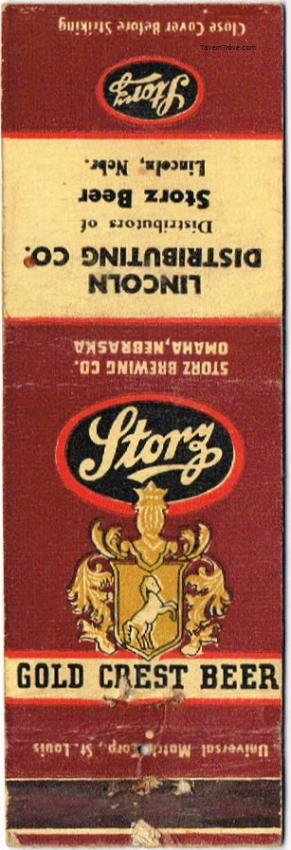 Close Cover Before Striking
TavernTrove.com
Storz
LINCOLN
DISTRIBUTING CO.
Distributors of
Storz Beer
Lincoln, Nebr.
STORZ BREWING CO.
OMAHA, NEBRASKA
Storz
GOLD CREST BEER
Universal Match Corp., St. Louis